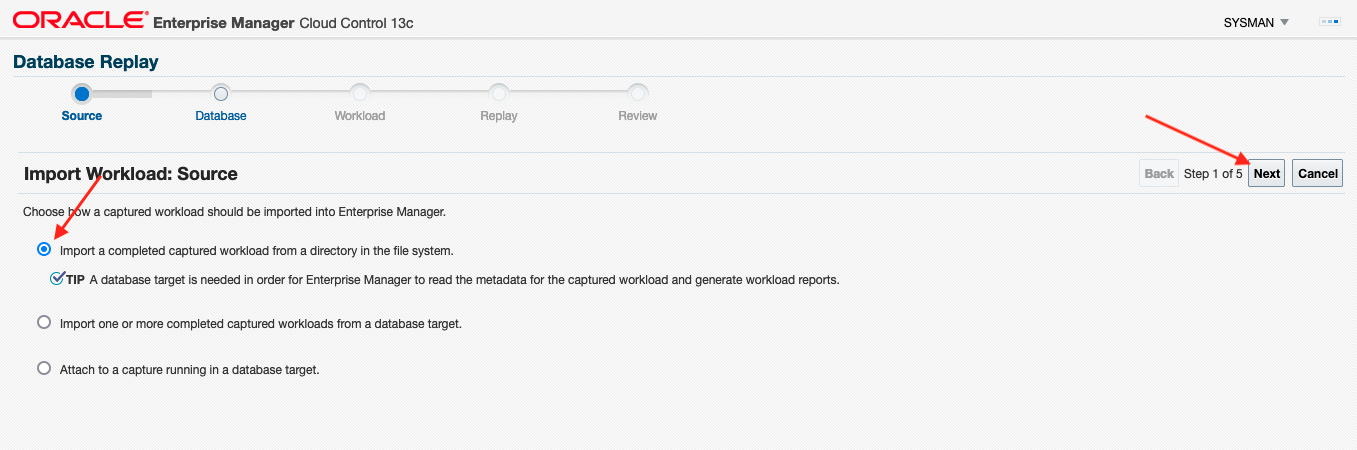 ORACLE® Enterprise Manager Cloud Control 13c
SYSMAN
Database Replay
Source Database Workload Replay Review
Import Workload: Source
Back Step 1 of 5 Next Cancel
Choose how a captured workload should be imported into Enterprise Manager.
Import a completed captured workload from a directory in the file system.
TIP A database target is needed in order for Enterprise Manager to read the metadata for the captured workload and generate workload reports.
Import one or more completed captured workloads from a database target.
Attach to a capture running in a database target.